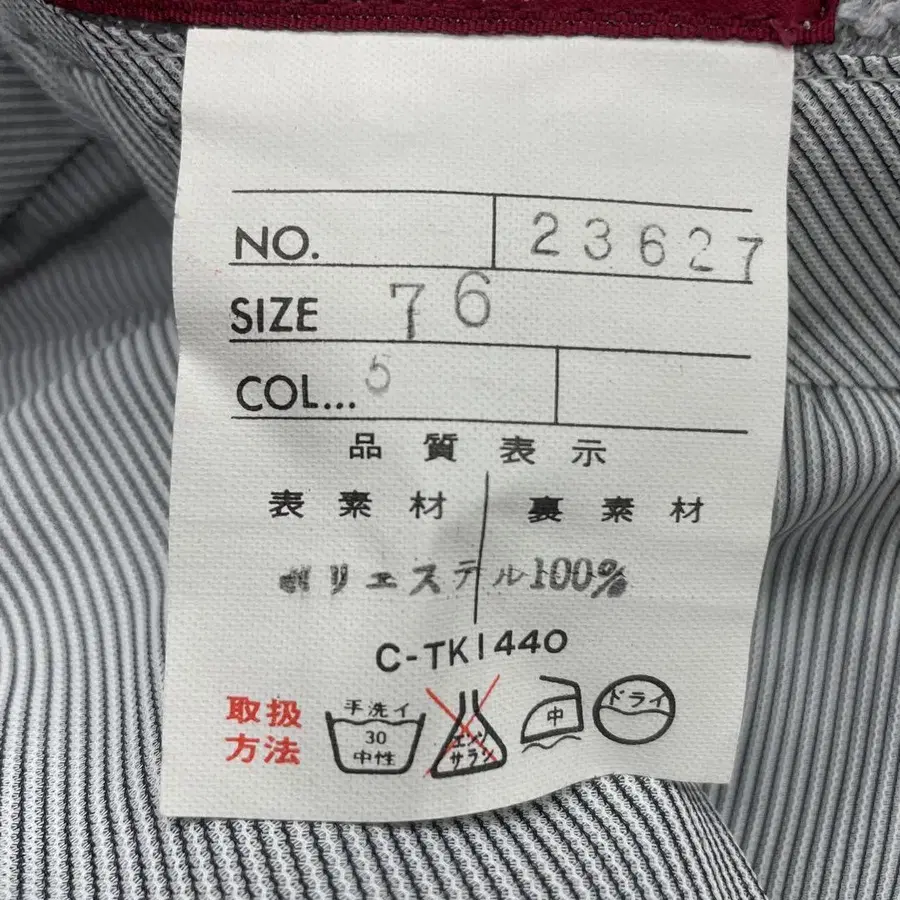 NO. 23627
SIZE 76
COL... 5
品質表示
表素材 裏素材
ポリエステル100%
C-TK1440
取扱方法
手洗イ
30
中性
エンソ
サラシ
中
ドライ